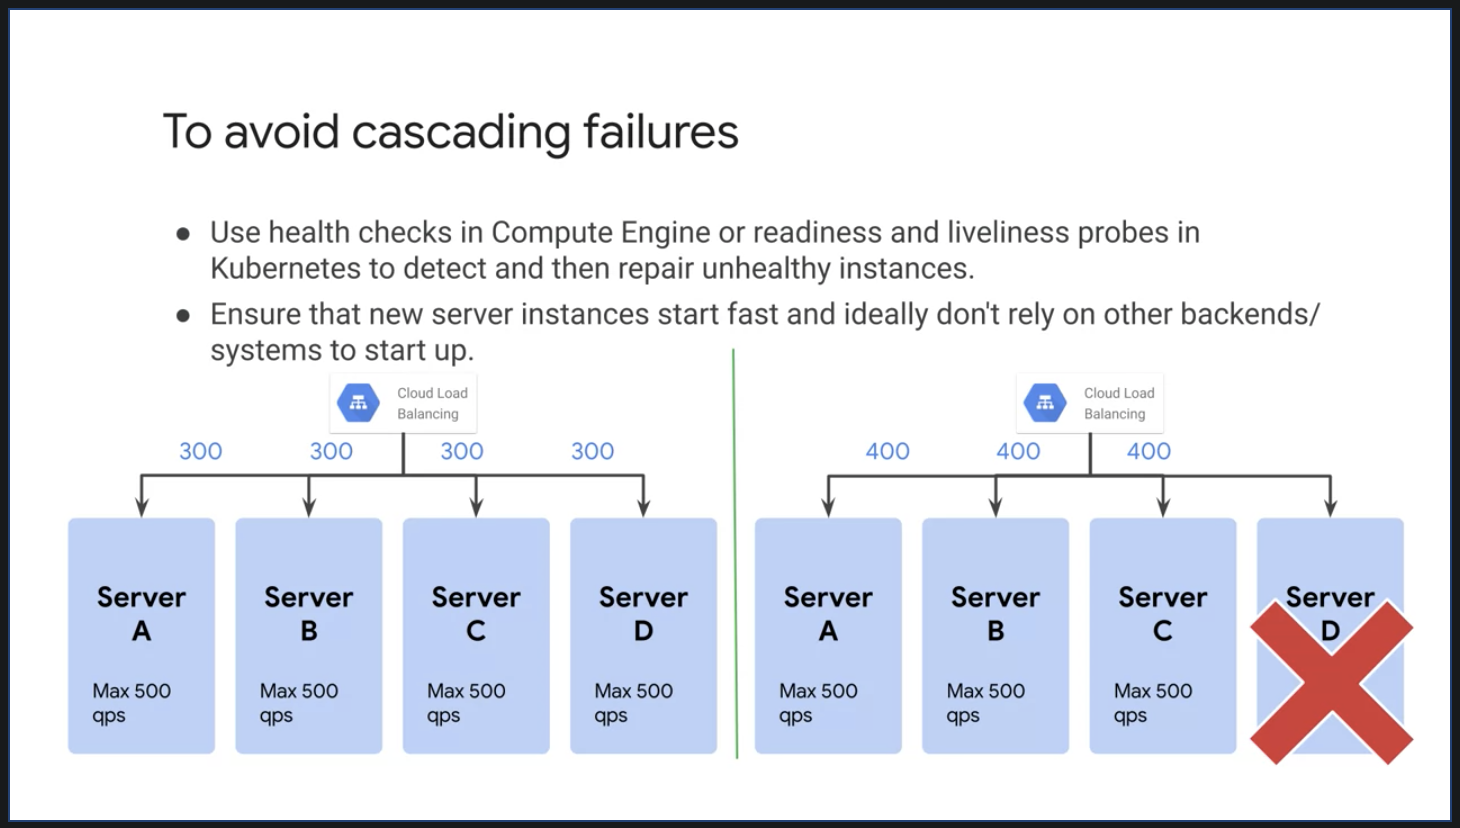 To avoid cascading failures
● Use health checks in Compute Engine or readiness and liveliness probes in
Kubernetes to detect and then repair unhealthy instances.
● Ensure that new server instances start fast and ideally don't rely on other backends/
systems to start up.
Cloud Load
Balancing
300 300 300 300
Server
A
Max 500
qps
Server
B
Max 500
qps
Server
C
Max 500
qps
Server
D
Max 500
qps
Cloud Load
Balancing
400 400 400
Server
A
Max 500
qps
Server
B
Max 500
qps
Server
C
Max 500
qps
Server
D